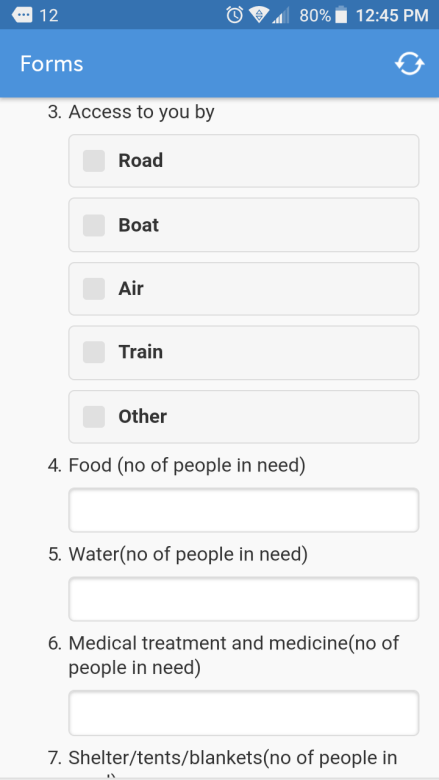 12 80% 12:45 PM
Forms
3. Access to you by
Road
Boat
Air
Train
Other
4. Food (no of people in need)
5. Water(no of people in need)
6. Medical treatment and medicine(no of
people in need)
7. Shelter/tents/blankets(no of people in